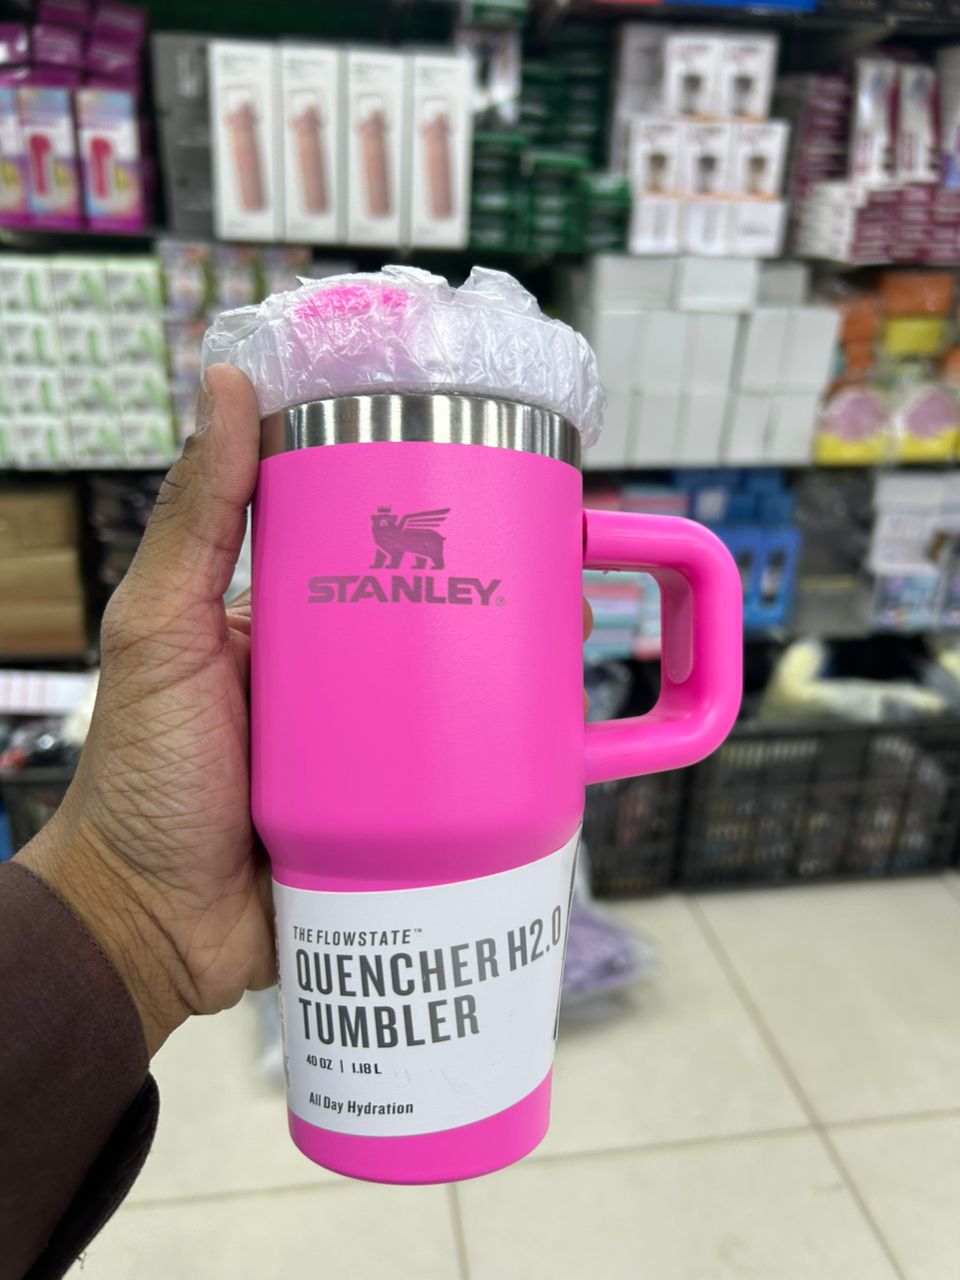 STANLEY®
THE FLOWSTATE™
QUENCHER H2.0
TUMBLER
40 OZ | 1.18 L
All Day Hydration